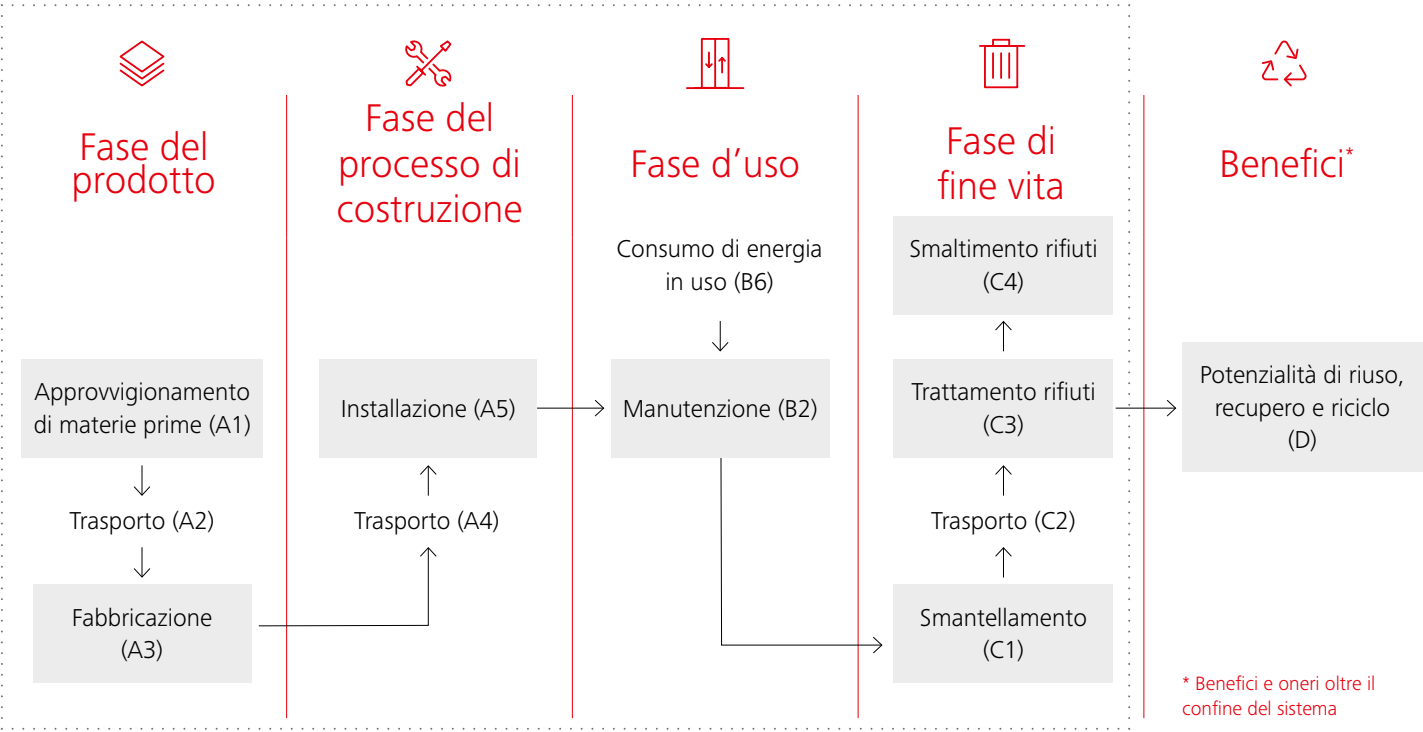 Fase del
prodotto
Approvvigionamento
di materie prime (A1)
Trasporto (A2)
Fabbricazione
(A3)
Fase del
processo di
costruzione
Installazione (A5)
Trasporto (A4)
Fase d’uso
Consumo di energia
in uso (B6)
Manutenzione (B2)
Fase di
fine vita
Smaltimento rifiuti
(C4)
Trattamento rifiuti
(C3)
Trasporto (C2)
Smantellamento
(C1)
Benefici*
Potenzialità di riuso,
recupero e riciclo
(D)
* Benefici e oneri oltre il
confine del sistema